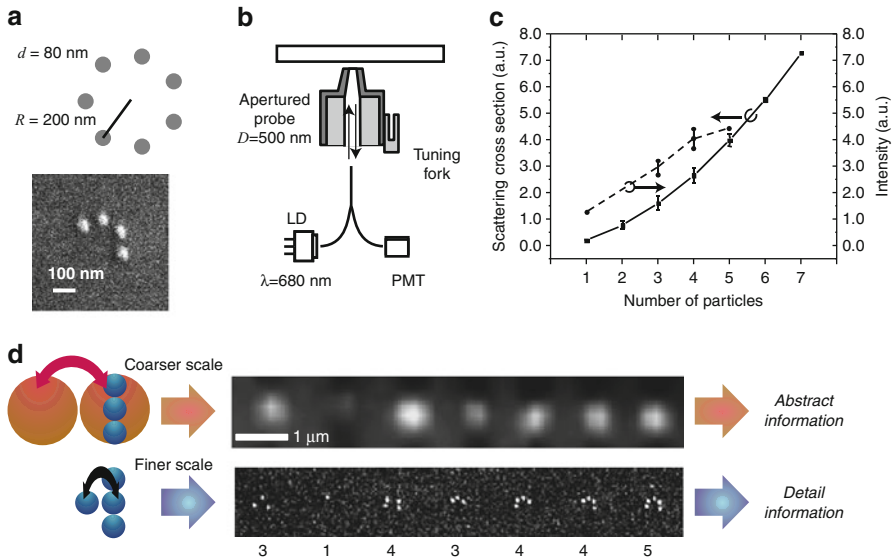 a
d = 80 nm
R = 200 nm
100 nm
b
Apertured
probe
D=500 nm
Tuning
fork
LD
λ=680 nm
PMT
c
Scattering cross section (a.u.)
8.0
7.0
6.0
5.0
4.0
3.0
2.0
1.0
0.0
8.0
7.0
6.0
5.0
4.0
3.0
2.0
1.0
0.0
Intensity (a.u.)
1 2 3 4 5 6 7
Number of particles
d
Coarser scale
1 μm
Abstract
information
Finer scale
Detail
information
3 1 4 3 4 4 5